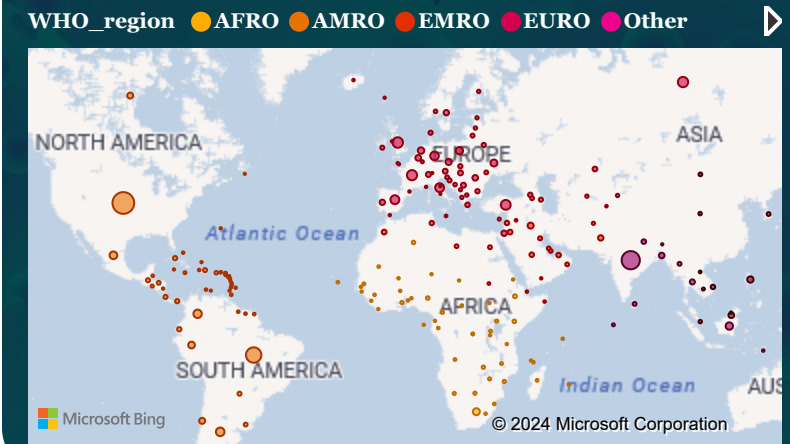 WHO_region AFRO AMRO EMRO EURO Other
NORTH AMERICA
ASIA
EUROPE
Atlantic Ocean
AFRICA
SOUTH AMERICA
Indian Ocean
AUS
Microsoft Bing
© 2024 Microsoft Corporation